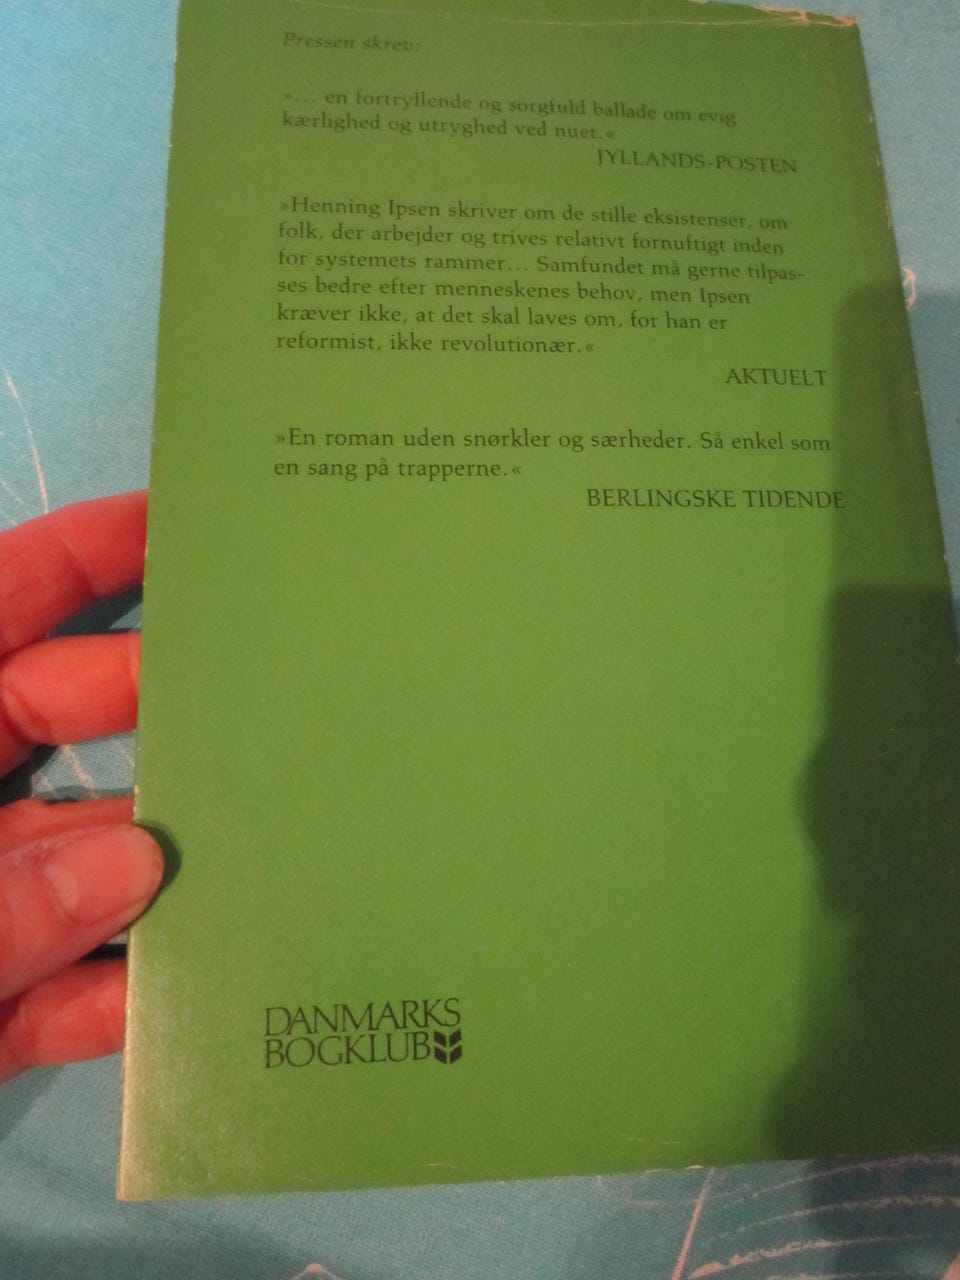 Pressen skrev:
»... en fortryllende og sorgfuld ballade om evig
kærlighed og utryghed ved nuet.«
JYLLANDS-POSTEN
»Henning Ipsen skriver om de stille eksistenser, om
folk, der arbejder og trives relativt fornuftigt inden
for systemets rammer... Samfundet må gerne tilpas-
ses bedre efter menneskenes behov, men Ipsen
kræver ikke, at det skal laves om, for han er
reformist, ikke revolutionær.«
AKTUELT
»En roman uden snørkler og særheder. Så enkel som
en sang på trapperne.«
BERLINGSKE TIDENDE
DANMARKS
BOGKLUB